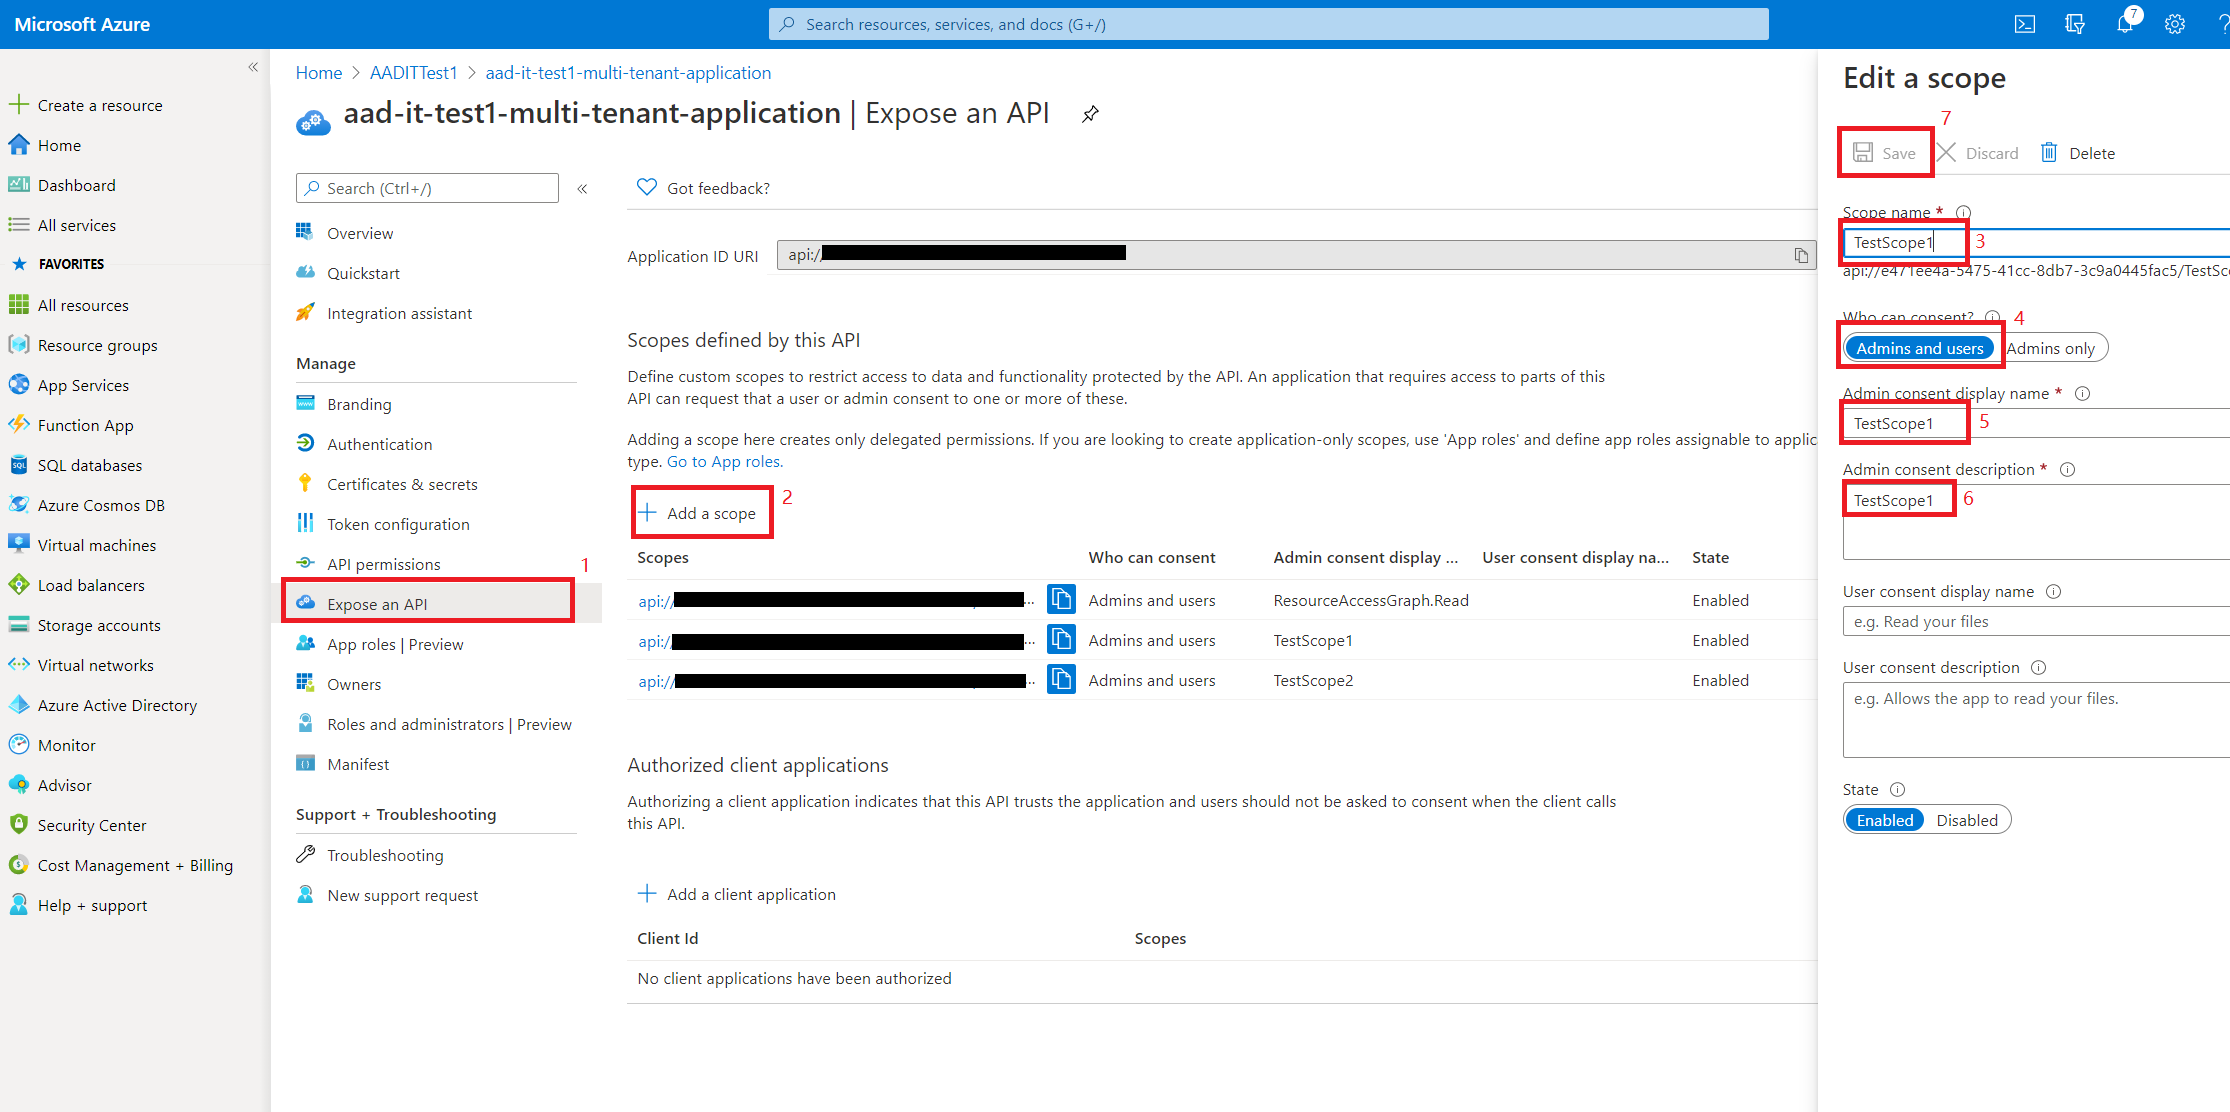 Microsoft Azure
Search resources, services, and docs (G+/)
7
Create a resource
Home
Dashboard
All services
FAVORITES
All resources
Resource groups
App Services
Function App
SQL databases
Azure Cosmos DB
Virtual machines
Load balancers
Storage accounts
Virtual networks
Azure Active Directory
Monitor
Advisor
Security Center
Cost Management + Billing
Help + support
Home > AADITTest1 > aad-it-test1-multi-tenant-application
aad-it-test1-multi-tenant-application | Expose an API
Search (Ctrl+/)
Overview
Quickstart
Integration assistant
Manage
Branding
Authentication
Certificates & secrets
Token configuration
API permissions
1
Expose an API
App roles | Preview
Owners
Roles and administrators | Preview
Manifest
Support + Troubleshooting
Troubleshooting
New support request
Got feedback?
Application ID URI api://
Scopes defined by this API
Define custom scopes to restrict access to data and functionality protected by the API. An application that requires access to parts of this
API can request that a user or admin consent to one or more of these.
Adding a scope here creates only delegated permissions. If you are looking to create application-only scopes, use 'App roles' and define app roles assignable to applic
type. Go to App roles.
Add a scope 2
Scopes Who can consent Admin consent display ... User consent display na... State
api:// ... Admins and users ResourceAccessGraph.Read Enabled
api:// ... Admins and users TestScope1 Enabled
api:// ... Admins and users TestScope2 Enabled
Authorized client applications
Authorizing a client application indicates that this API trusts the application and users should not be asked to consent when the client calls
this API.
Add a client application
Client Id Scopes
No client applications have been authorized
Edit a scope
7
Save Discard Delete
Scope name *
TestScope1 3
api://e471ee4a-5475-41cc-8db7-3c9a0445fac5/TestSco
Who can consent? 4
Admins and users Admins only
Admin consent display name *
TestScope1 5
Admin consent description *
TestScope1 6
User consent display name
e.g. Read your files
User consent description
e.g. Allows the app to read your files.
State
Enabled Disabled